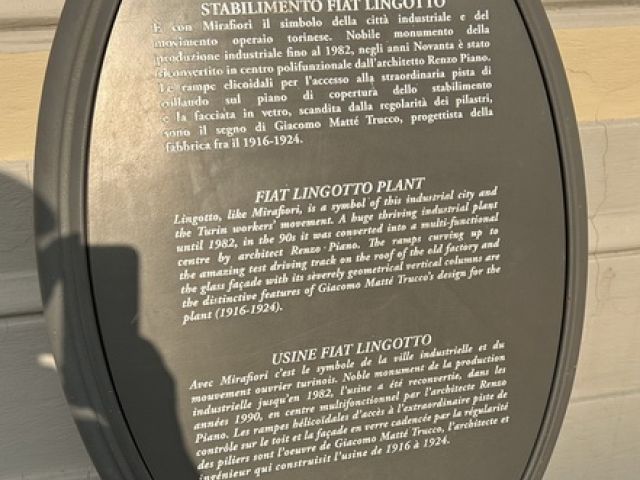 STABILIMENTO FIAT LINGOTTO
È con Mirafiori il simbolo della città industriale e del
movimento operaio torinese. Nobile monumento della
produzione industriale fino al 1982, negli anni Novanta è stato
riconvertito in centro polifunzionale dall'architetto Renzo Piano.
Le rampe elicoidali per l'accesso alla straordinaria pista di
collaudo sul piano di copertura dello stabilimento
e la facciata in vetro, scandita dalla regolarità dei pilastri,
sono il segno di Giacomo Matté Trucco, progettista della
fabbrica fra il 1916-1924.
FIAT LINGOTTO PLANT
Lingotto, like Mirafiori, is a symbol of this industriel city and
the Turin workers' movement. A huge thriving industrial plant
until 1982, in the 90s it was converted into a multi-functional
centre by architect Renzo Piano. The ramps curving up to
the amazing test driving track on the roof of the old factory and
the glass façade with its severely geometrical vertical columns are
the distinctive features of Giacomo Matté Trucco's design for the
plant (1916-1924).
USINE FIAT LINGOTTO
Avec Mirafiori c'est le symbole de la ville industrielle et du
mouvement ouvrier turinois. Noble monument de la production
industrielle jusqu'en 1982, l'usine a été reconvertie, dans les
années 1990, en centre multifonctionnel par l'architecte Renzo
Piano. Les rampes hélicoïdales d'accès à l'extraordinaire piste de
contrôle sur le toit et la façade en verre cadencée par la régularité
des piliers sont l'oeuvre de Giacomo Matté Trucco, l'architecte et
ingénieur qui construisit l'usine de 1916 à 1924.